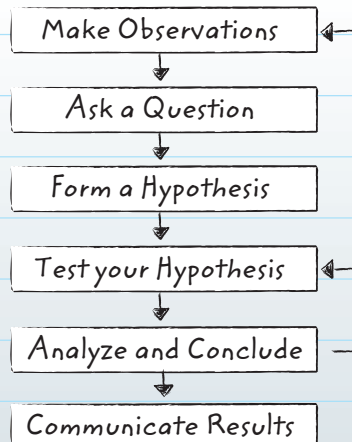 Make Observations
Ask a Question
Form a Hypothesis
Test your Hypothesis
Analyze and Conclude
Communicate Results